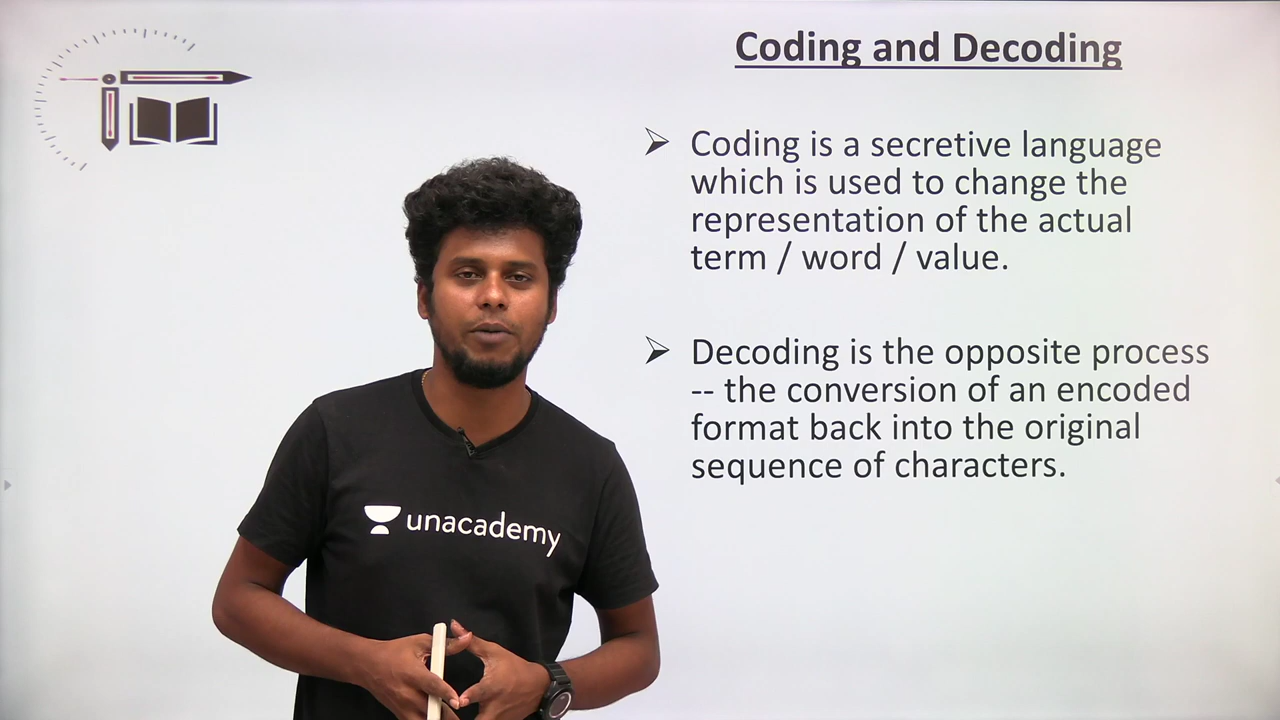 Coding and Decoding
➢ Coding is a secretive language
which is used to change the
representation of the actual
term / word / value.
➢ Decoding is the opposite process
-- the conversion of an encoded
format back into the original
sequence of characters.
unacademy